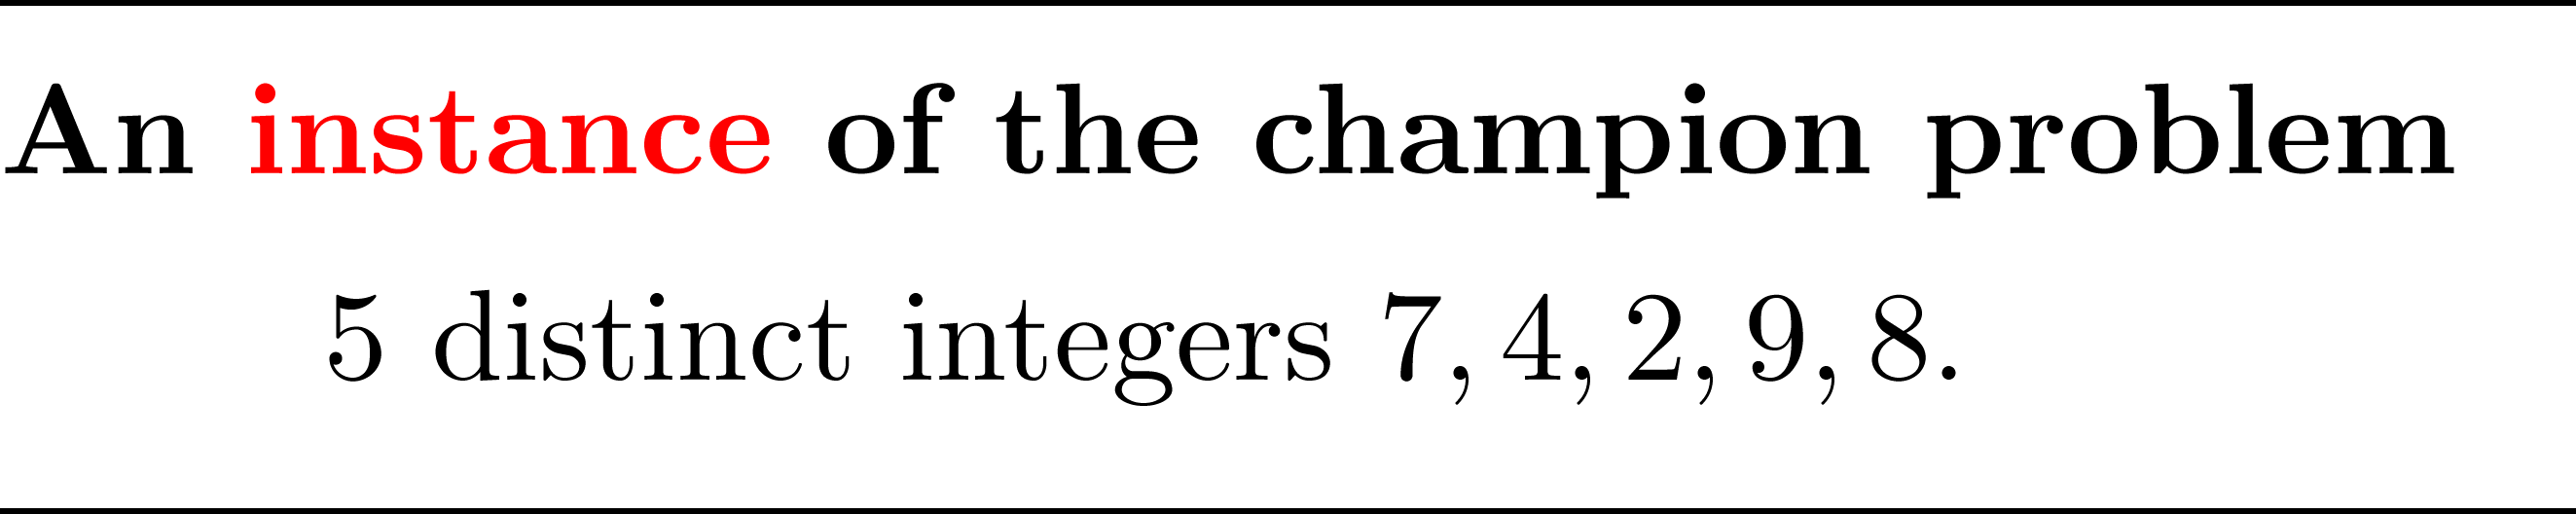 An instance of the champion problem
5 distinct integers 7, 4, 2, 9, 8.